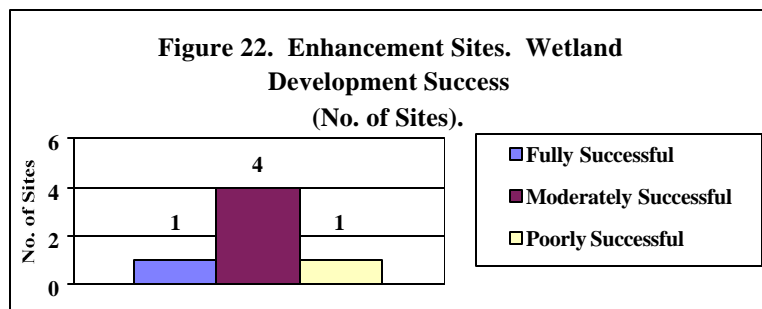 Figure 22.  Enhancement Sites.  Wetland
Development Success
(No. of Sites).
No. of Sites
6
4
2
0
1
4
1
Fully Successful
Moderately Successful
Poorly Successful